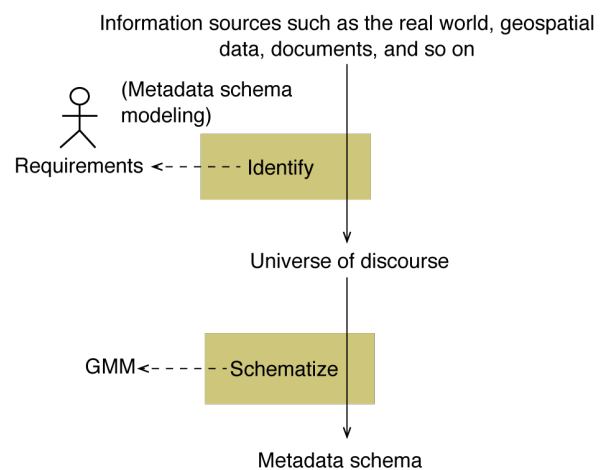 Information sources such as the real world, geospatial
data, documents, and so on
(Metadata schema
modeling)
Requirements
Identify
Universe of discourse
GMM
Schematize
Metadata schema